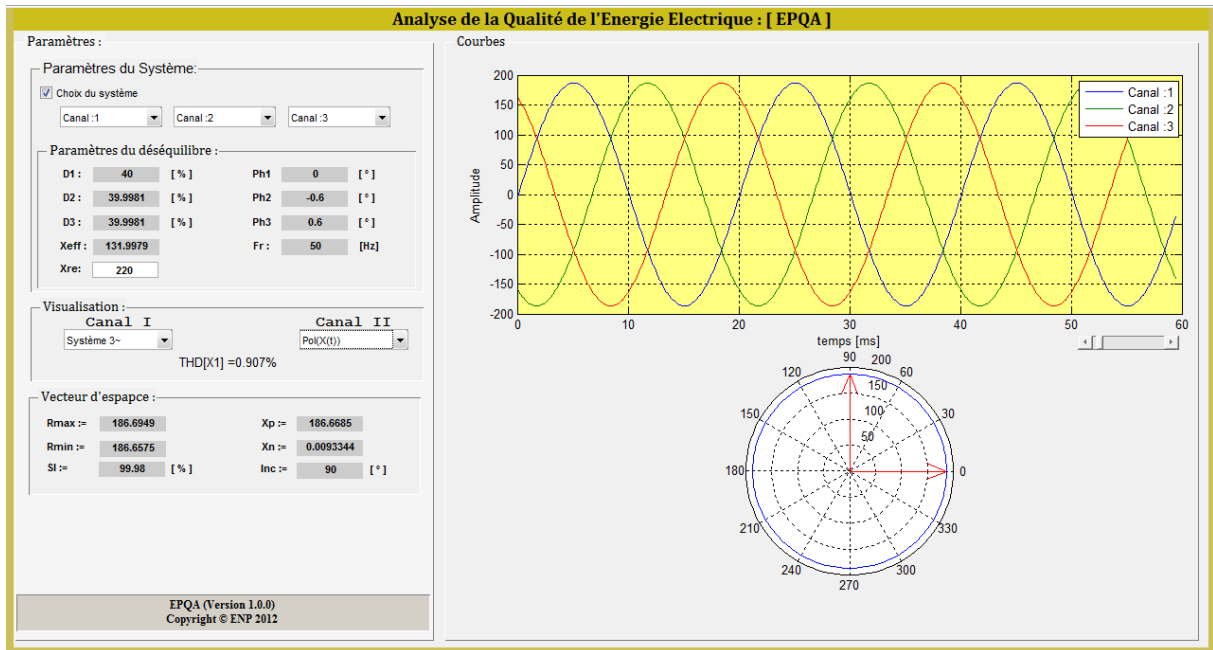 Analyse de la Qualité de l'Energie Electrique : [ EPQA ]
Paramètres :
Paramètres du Système:
Choix du système
Canal :1 Canal :2 Canal :3
Paramètres du déséquilibre :
D1 : 40 [ % ] Ph1 0 [ ° ]
D2 : 39.9981 [ % ] Ph2 -0.6 [ ° ]
D3 : 39.9981 [ % ] Ph3 0.6 [ ° ]
Xeff : 131.9979 Fr : 50 [Hz]
Xre: 220
Visualisation :
Canal I Canal II
Système 3~ Pol(X(t))
THD[X1] =0.907%
Vecteur d'espapce :
Rmax := 186.6949 Xp := 186.6685
Rmin := 186.6575 Xn := 0.0093344
SI := 99.98 [ % ] Inc := 90 [ ° ]
EPQA (Version 1.0.0)
Copyright © ENP 2012
Courbes
Canal :1
Canal :2
Canal :3
Amplitude
200
150
100
50
0
-50
-100
-150
-200
0 10 20 30 40 50 60
temps [ms]
90 200
120 60
150
150 100 30
50
180 0
210 330
240 300
270